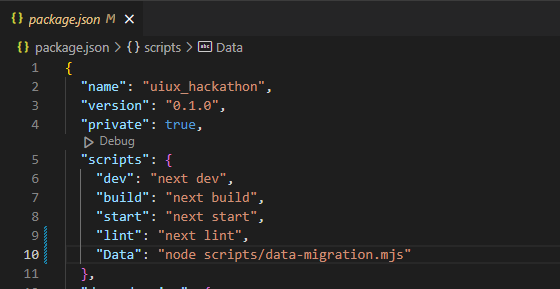 {} package.json M ×
{} package.json > {} scripts > abc Data
1 {
2 "name": "uiux_hackathon",
3 "version": "0.1.0",
4 "private": true,
Debug
5 "scripts": {
6 "dev": "next dev",
7 "build": "next build",
8 "start": "next start",
9 "lint": "next lint",
10 "Data": "node scripts/data-migration.mjs"
11 },